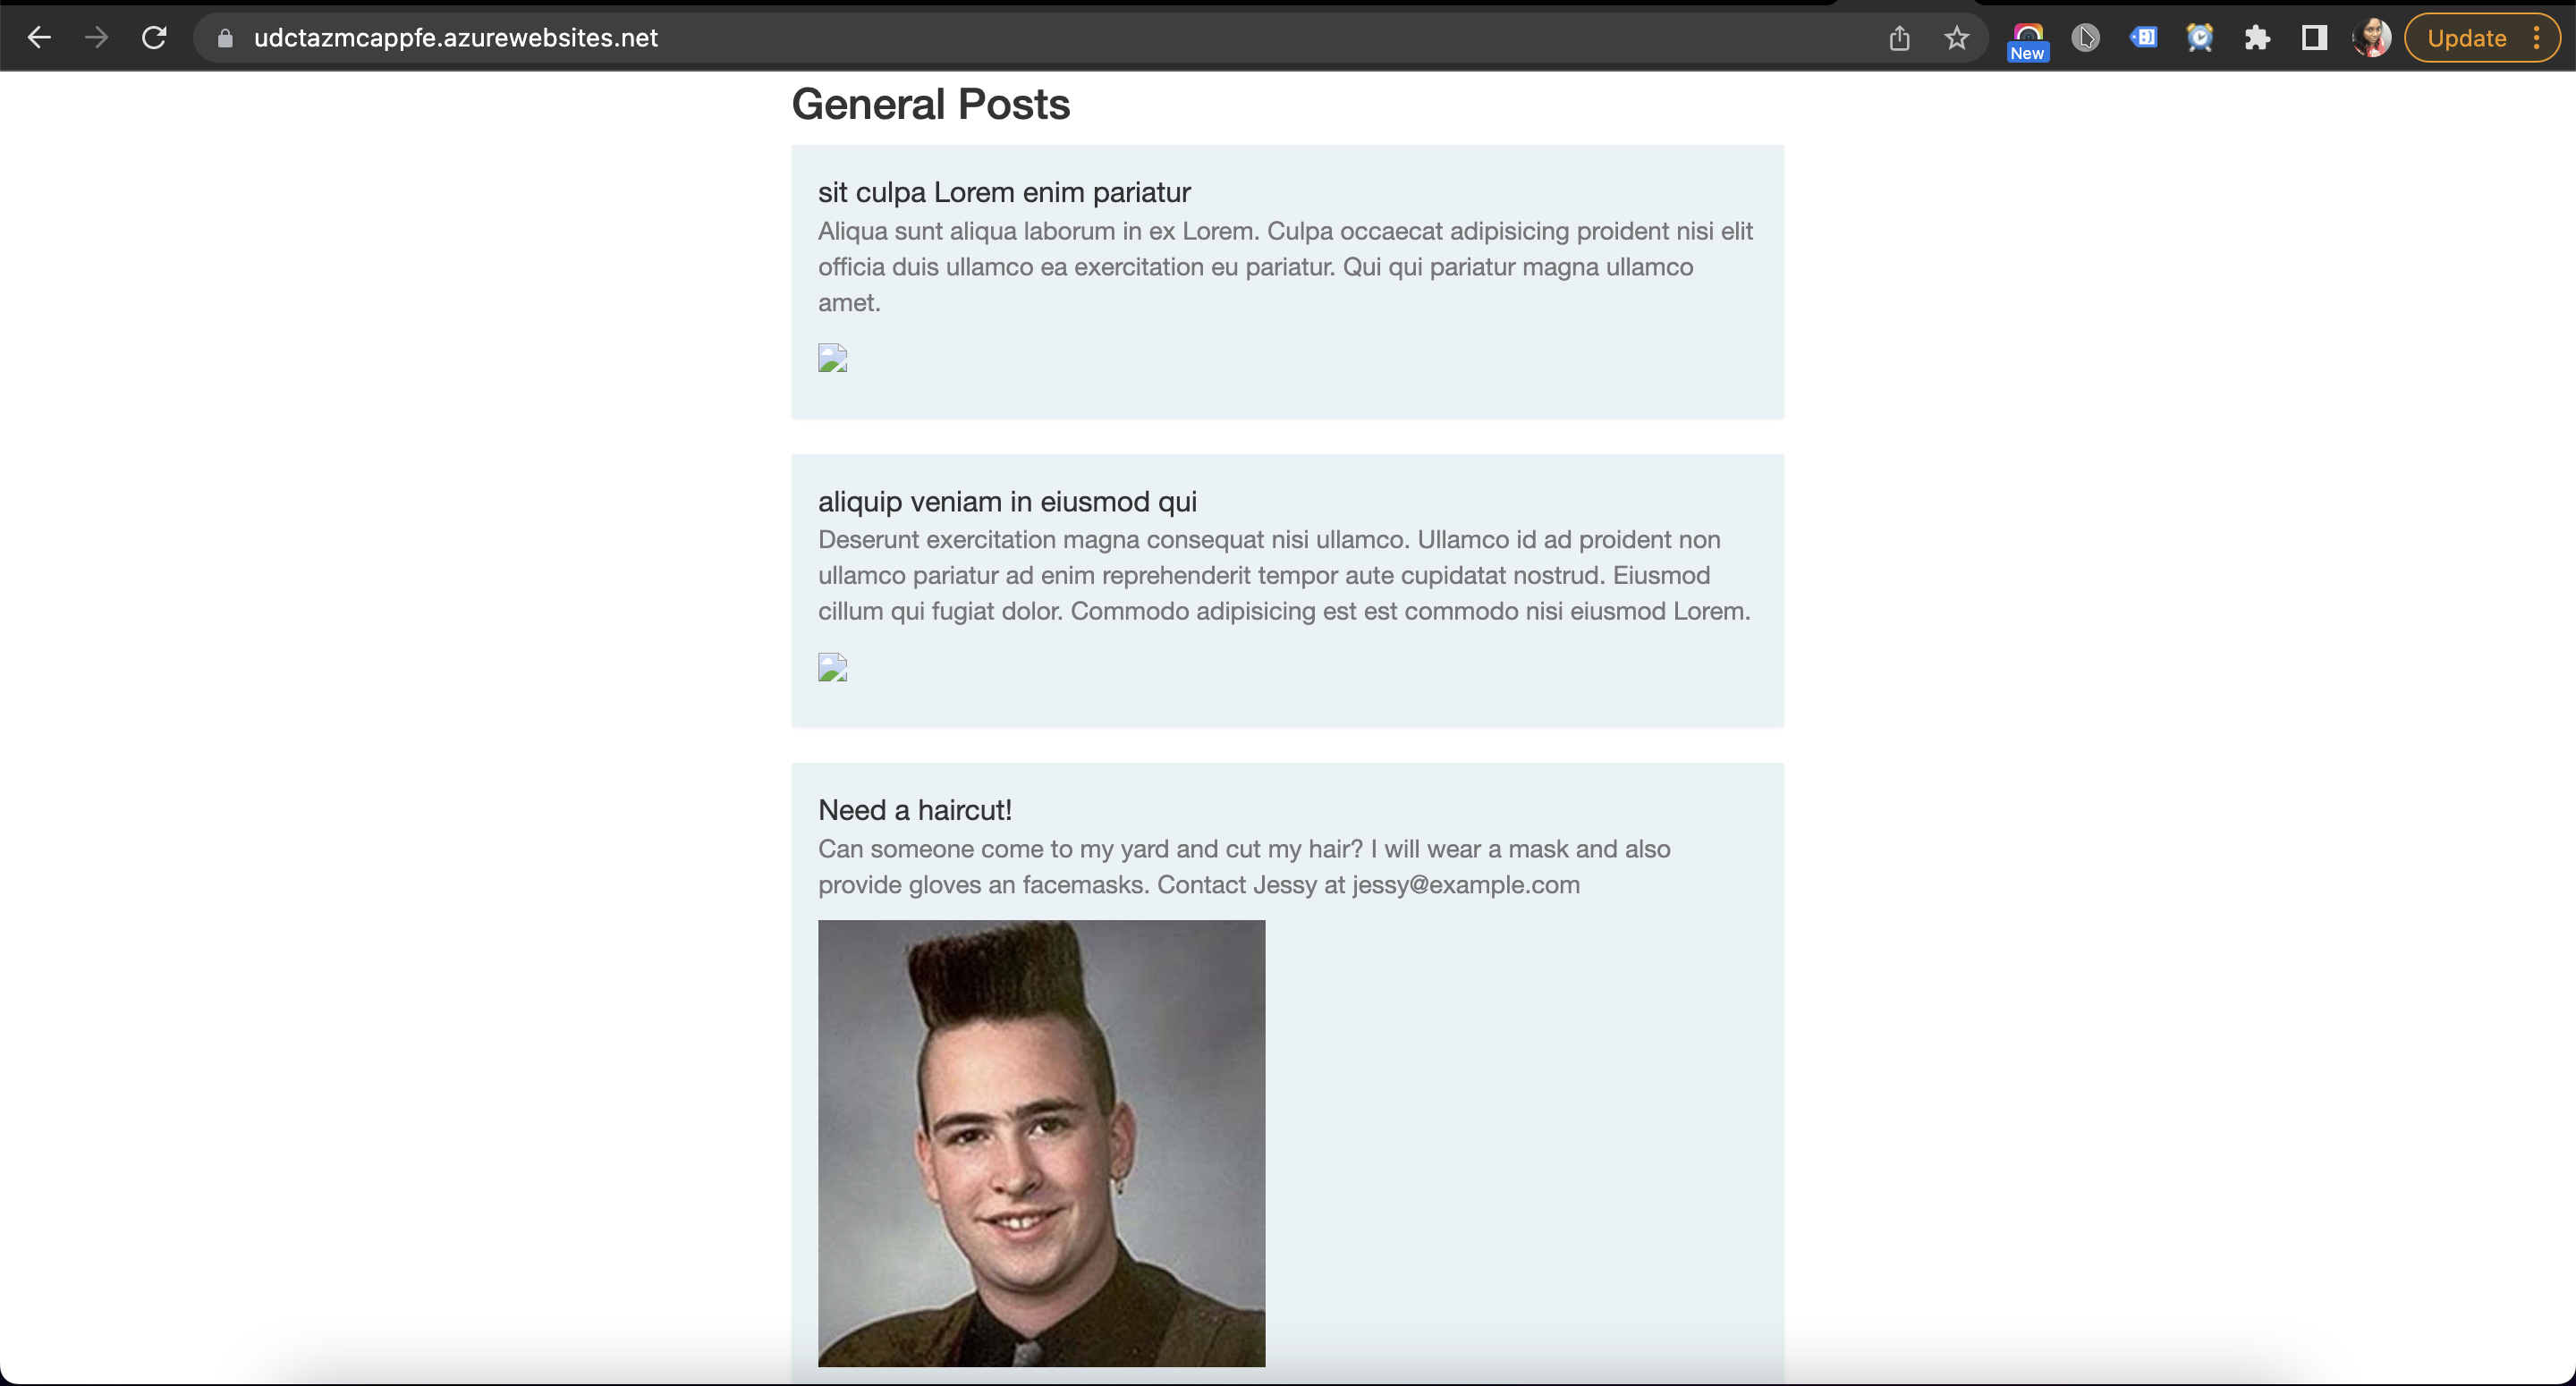 udctazmcappfe.azurewebsites.net
New
Update
General Posts
sit culpa Lorem enim pariatur
Aliqua sunt aliqua laborum in ex Lorem. Culpa occaecat adipisicing proident nisi elit
officia duis ullamco ea exercitation eu pariatur. Qui qui pariatur magna ullamco
amet.
aliquip veniam in eiusmod qui
Deserunt exercitation magna consequat nisi ullamco. Ullamco id ad proident non
ullamco pariatur ad enim reprehenderit tempor aute cupidatat nostrud. Eiusmod
cillum qui fugiat dolor. Commodo adipisicing est est commodo nisi eiusmod Lorem.
Need a haircut!
Can someone come to my yard and cut my hair? I will wear a mask and also
provide gloves an facemasks. Contact Jessy at jessy@example.com